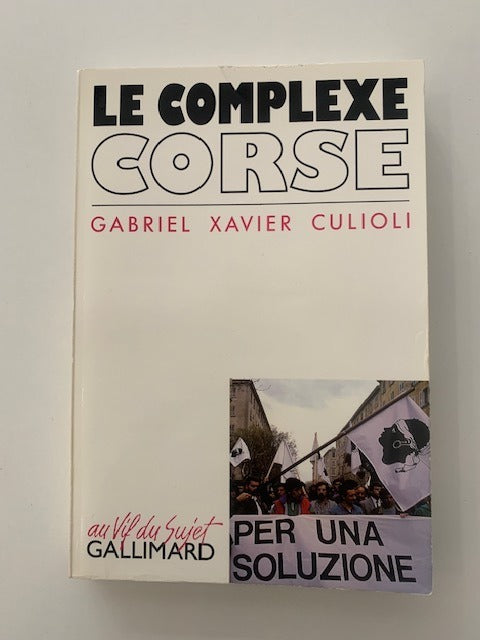 LE COMPLEXE
CORSE
GABRIEL XAVIER CULIOLI
PER UNA
SOLUZIONE
au Vif du Sujet
GALLIMARD